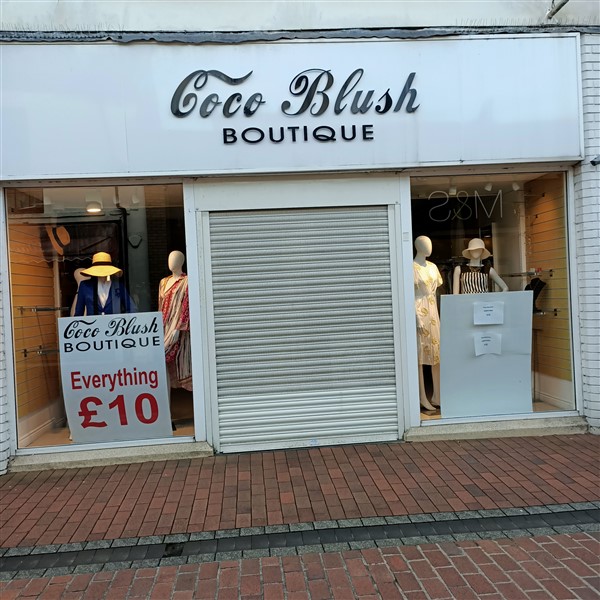 Coco Blush
BOUTIQUE
M&S
Coco Blush
BOUTIQUE
Everything
£10